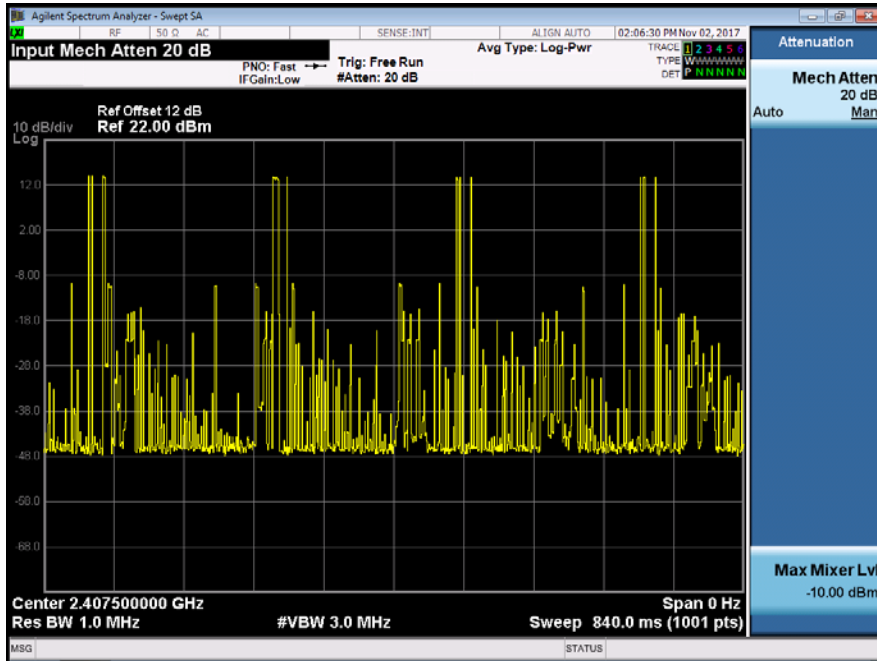 Agilent Spectrum Analyzer - Swept SA
LXI RF 50 Ω AC SENSE:INT ALIGN AUTO 02:06:30 PM Nov 02, 2017
Input Mech Atten 20 dB
PNO: Fast
IFGain:Low
Trig: Free Run
#Atten: 20 dB
Avg Type: Log-Pwr
TRACE 1 2 3 4 5 6
TYPE W
DET P N N N N N
Attenuation
Mech Atten
20 dB
Auto Man
Ref Offset 12 dB
10 dB/div Ref 22.00 dBm
Log
12.0
2.00
-8.00
-18.0
-28.0
-38.0
-48.0
-58.0
-68.0
Center 2.407500000 GHz Span 0 Hz
Res BW 1.0 MHz #VBW 3.0 MHz Sweep 840.0 ms (1001 pts)
Max Mixer Lvl
-10.00 dBm
MSG STATUS